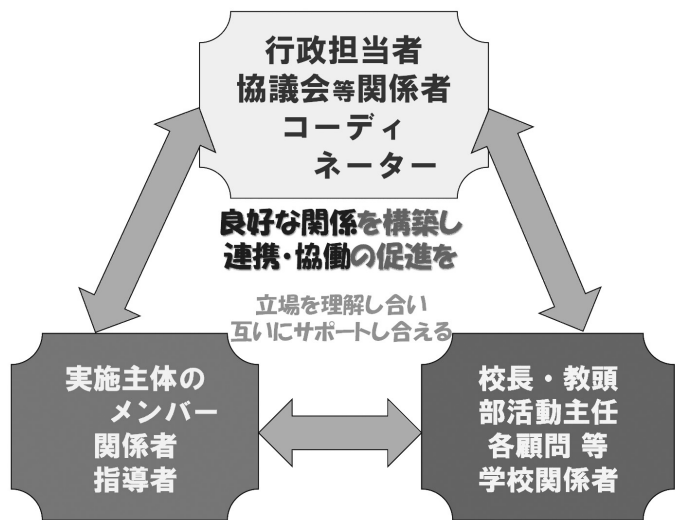 行政担当者
協議会等関係者
コーディ
ネーター
良好な関係を構築し
連携・協働の促進を
立場を理解し合い
互いにサポートし合える
実施主体の
メンバー
関係者
指導者
校長・教頭
部活動主任
各顧問 等
学校関係者